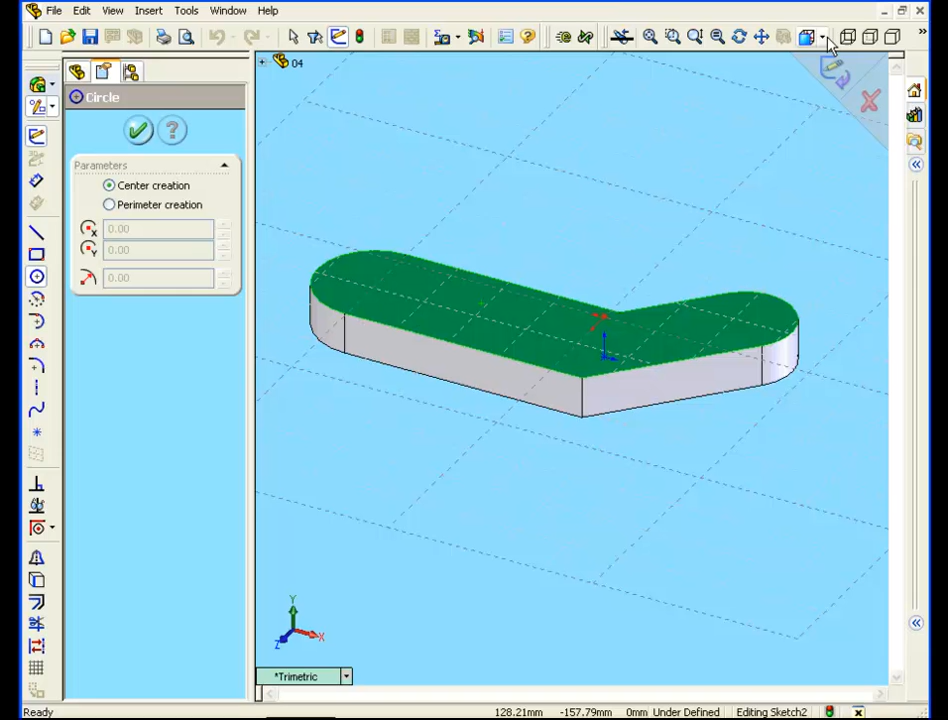 File Edit View Insert Tools Window Help
04
Circle
Parameters
Center creation
Perimeter creation
0.00
0.00
0.00
Y
X
Z
*Trimetric
Ready
128.21mm -157.79mm 0mm Under Defined Editing Sketch2